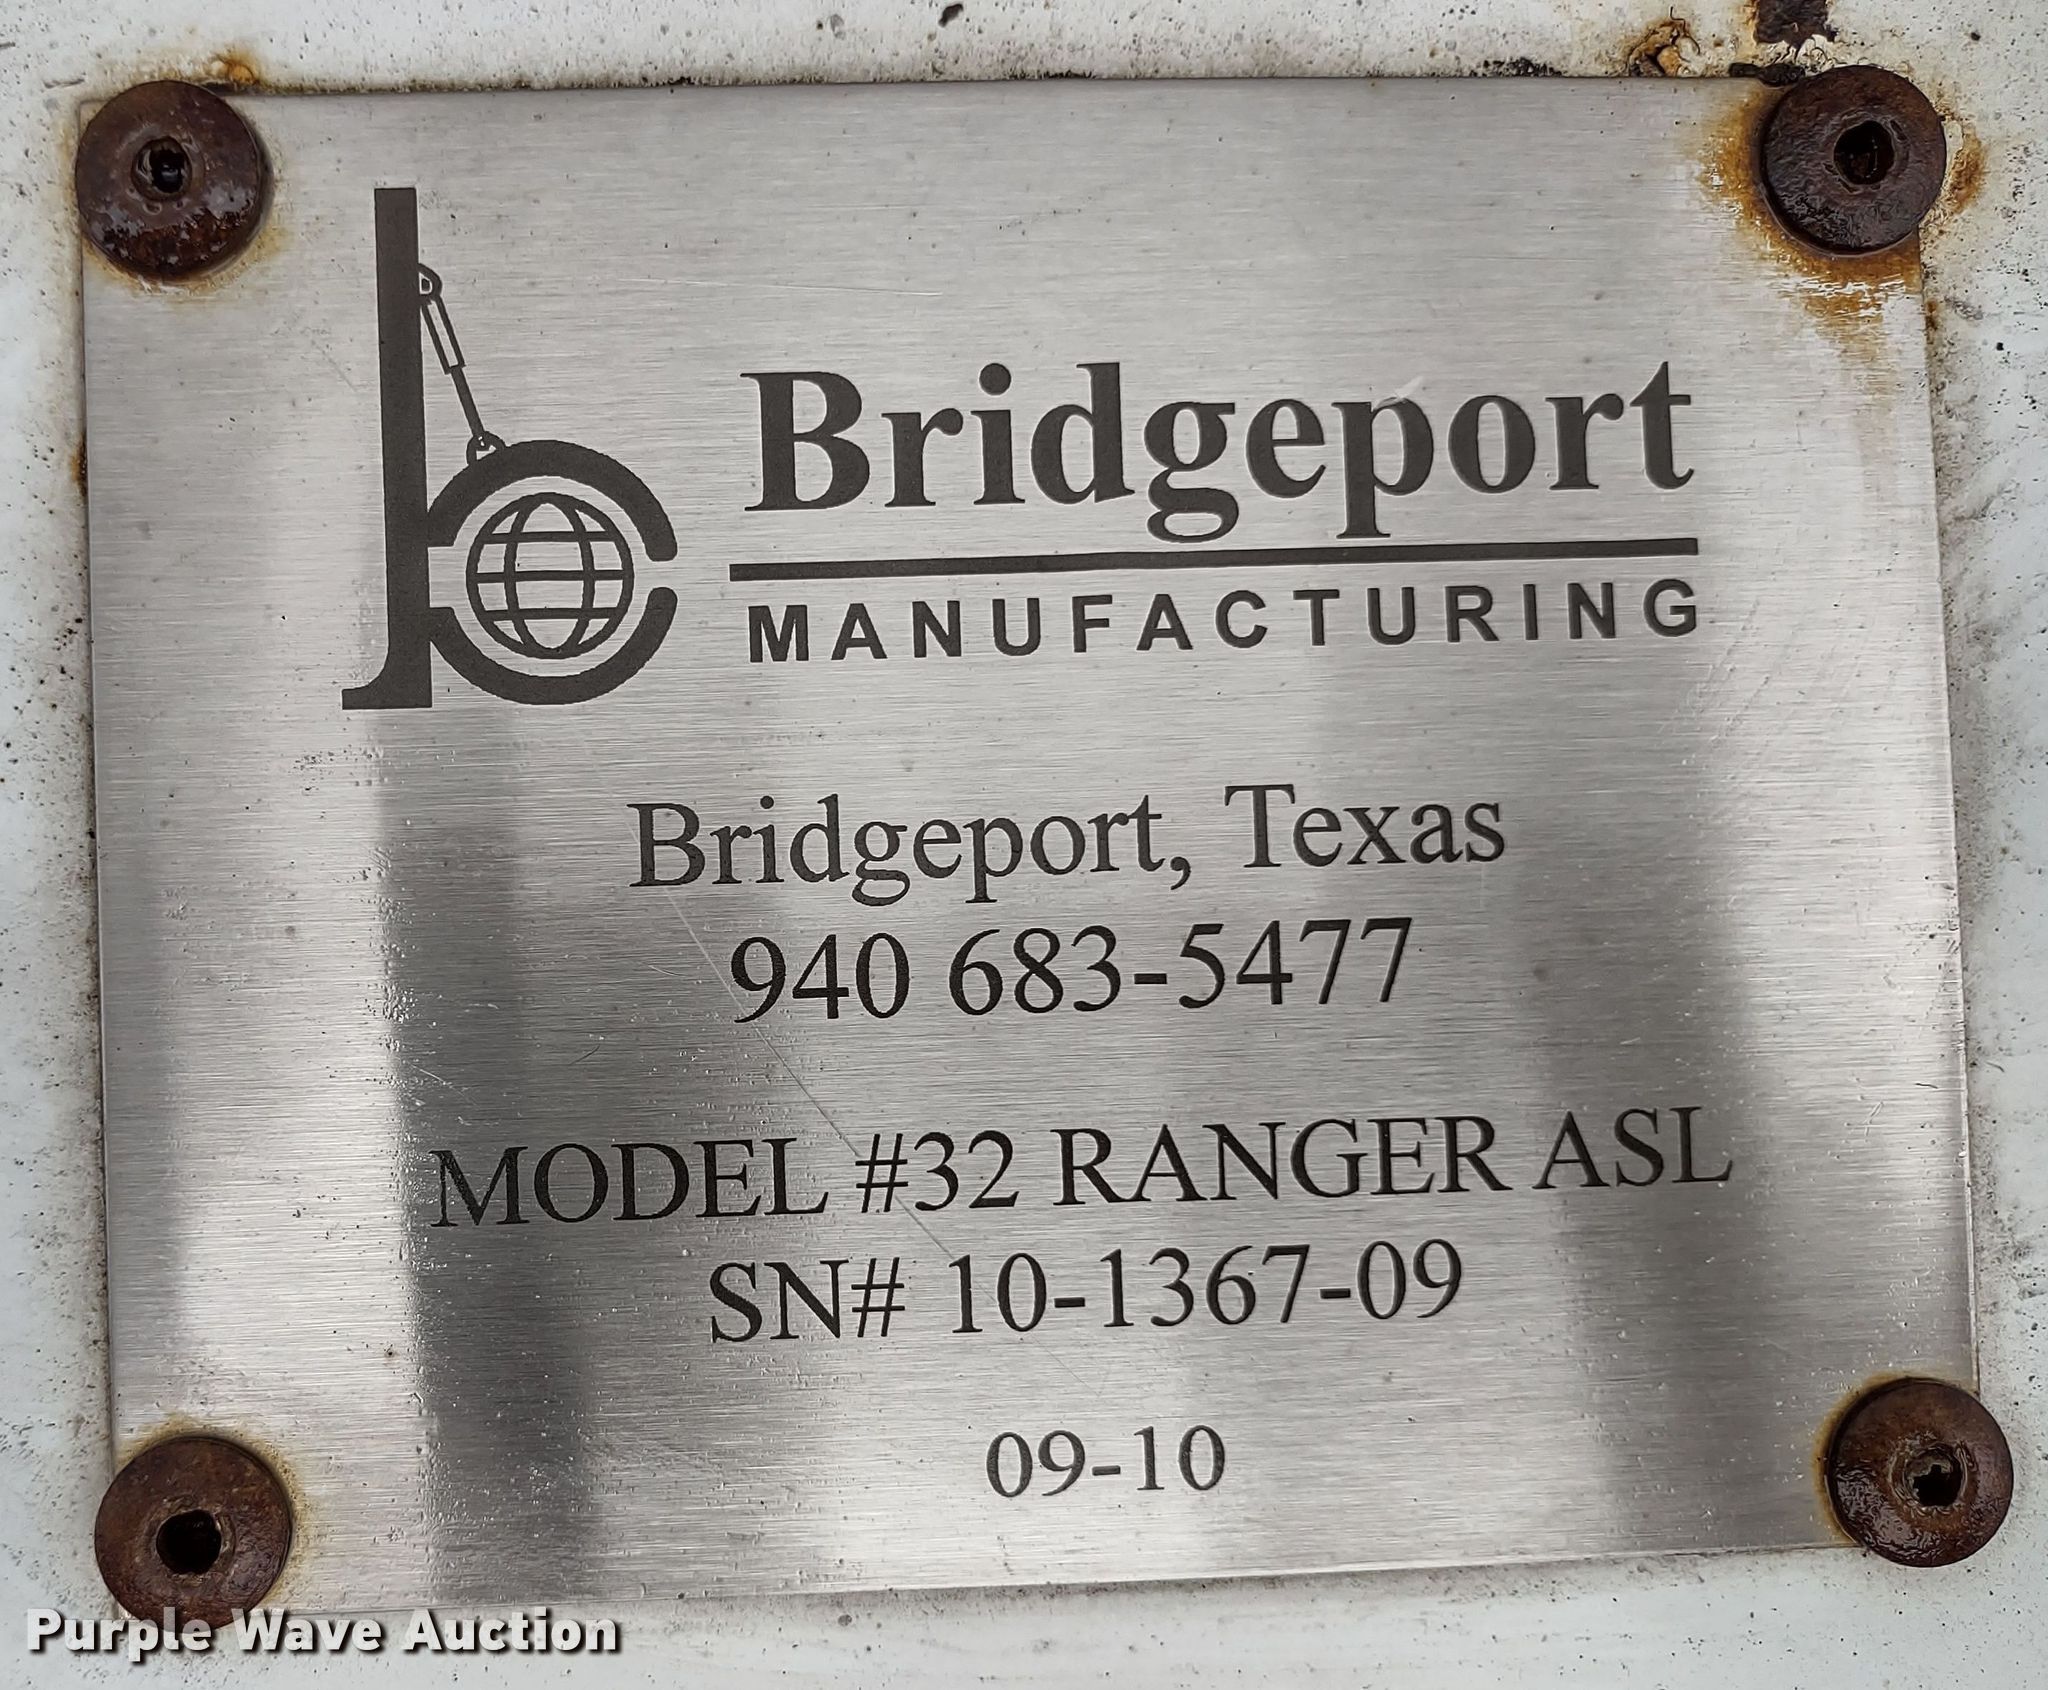 Bridgeport
MANUFACTURING
Bridgeport, Texas
940 683-5477
MODEL #32 RANGER ASL
SN# 10-1367-09
09-10
Purple Wave Auction